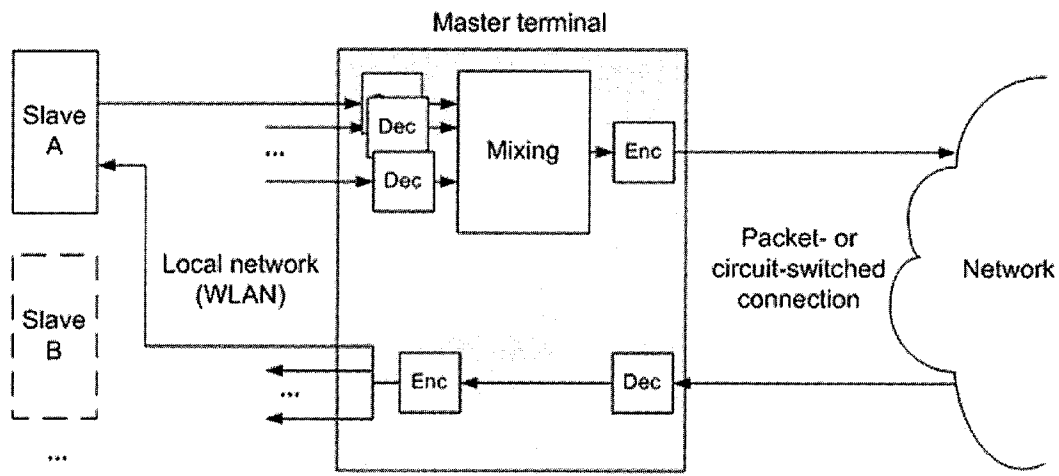 Master terminal
Slave
A
Dec
...
Dec
Mixing
Enc
Local network
(WLAN)
Packet- or
circuit-switched
connection
Network
Slave
B
...
Enc
Dec
...